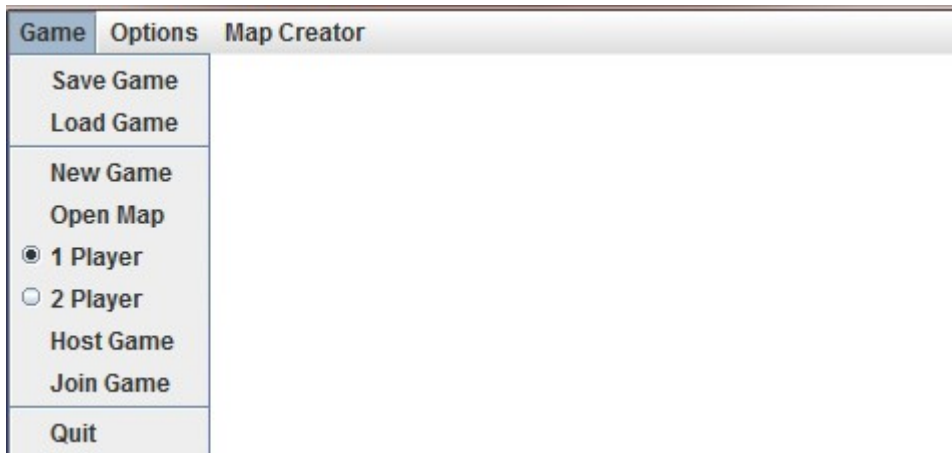 Game Options Map Creator
Save Game
Load Game
New Game
Open Map
1 Player
2 Player
Host Game
Join Game
Quit